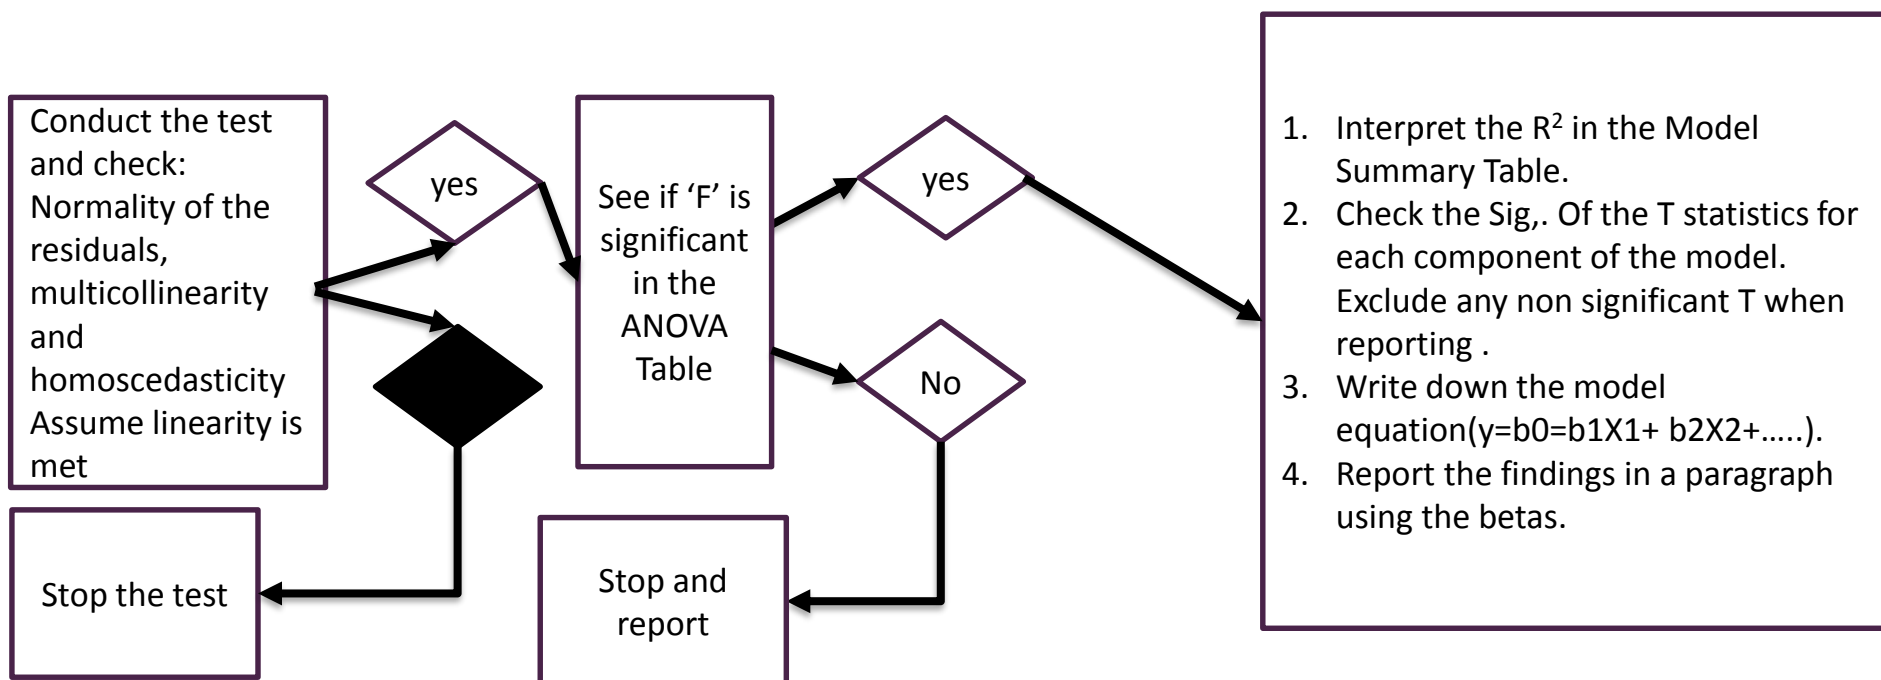 Conduct the test
and check:
Normality of the
residuals,
multicollinearity
and
homoscedasticity
Assume linearity is
met
yes
Stop the test
See if ‘F’ is
significant
in the
ANOVA
Table
yes
No
Stop and
report
1. Interpret the R² in the Model
Summary Table.
2. Check the Sig,. Of the T statistics for
each component of the model.
Exclude any non significant T when
reporting .
3. Write down the model
equation(y=b0=b1X1+ b2X2+…..).
4. Report the findings in a paragraph
using the betas.